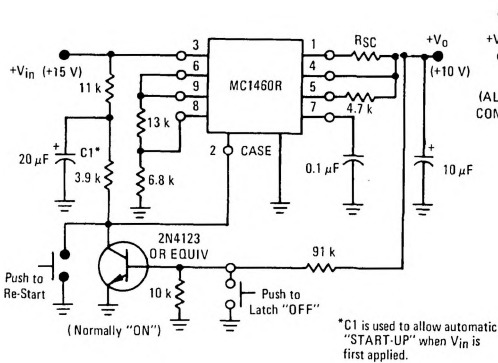 +Vin (+15 V)
3
6
9
8
MC1460R
1
4
5
7
RSC
+Vo
(+10 V)
+V
(AL
CON
11 k
13 k
4.7 k
2
CASE
20 μF
+
C1*
3.9 k
6.8 k
0.1 μF
+
10 μF
2N4123
OR EQUIV
91 k
Push to
Re-Start
10 k
Push to
Latch "OFF"
(Normally "ON")
*C1 is used to allow automatic
"START-UP" when Vin is
first applied.